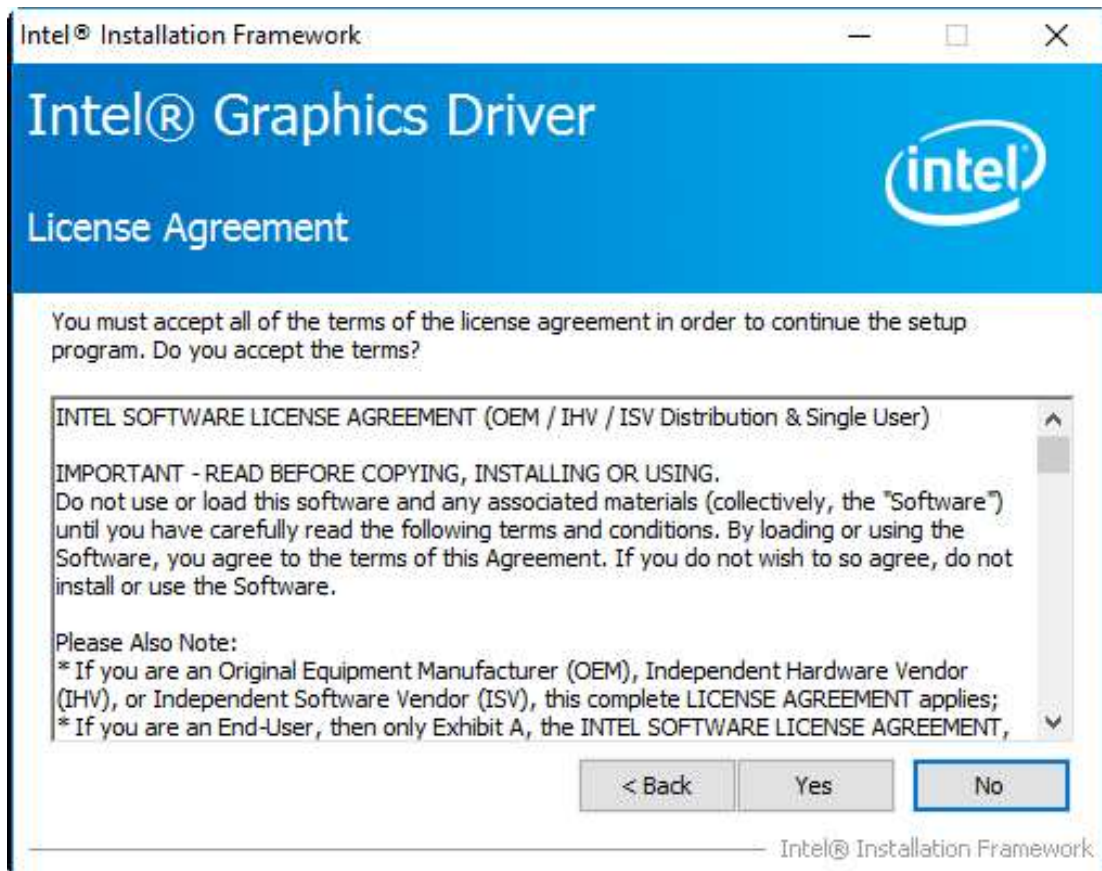 Intel® Installation Framework
Intel® Graphics Driver
intel
License Agreement
You must accept all of the terms of the license agreement in order to continue the setup
program. Do you accept the terms?
INTEL SOFTWARE LICENSE AGREEMENT (OEM / IHV / ISV Distribution & Single User)
IMPORTANT - READ BEFORE COPYING, INSTALLING OR USING.
Do not use or load this software and any associated materials (collectively, the "Software")
until you have carefully read the following terms and conditions. By loading or using the
Software, you agree to the terms of this Agreement. If you do not wish to so agree, do not
install or use the Software.
Please Also Note:
* If you are an Original Equipment Manufacturer (OEM), Independent Hardware Vendor
(IHV), or Independent Software Vendor (ISV), this complete LICENSE AGREEMENT applies;
* If you are an End-User, then only Exhibit A, the INTEL SOFTWARE LICENSE AGREEMENT,
< Back Yes No
Intel® Installation Framework